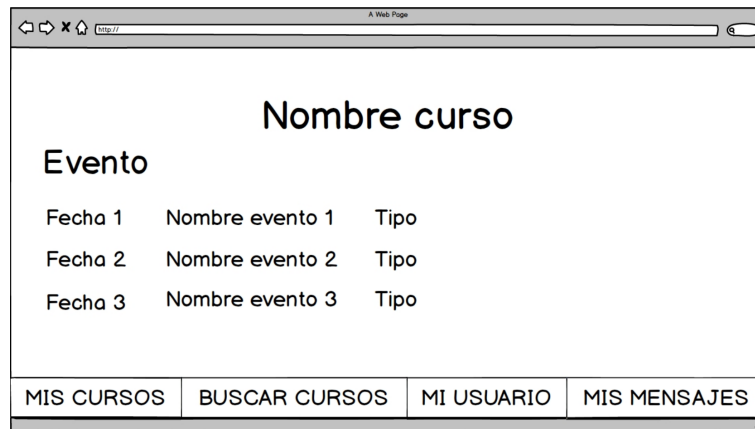 A Web Page
http://
Nombre curso
Evento
Fecha 1 Nombre evento 1 Tipo
Fecha 2 Nombre evento 2 Tipo
Fecha 3 Nombre evento 3 Tipo
MIS CURSOS BUSCAR CURSOS MI USUARIO MIS MENSAJES